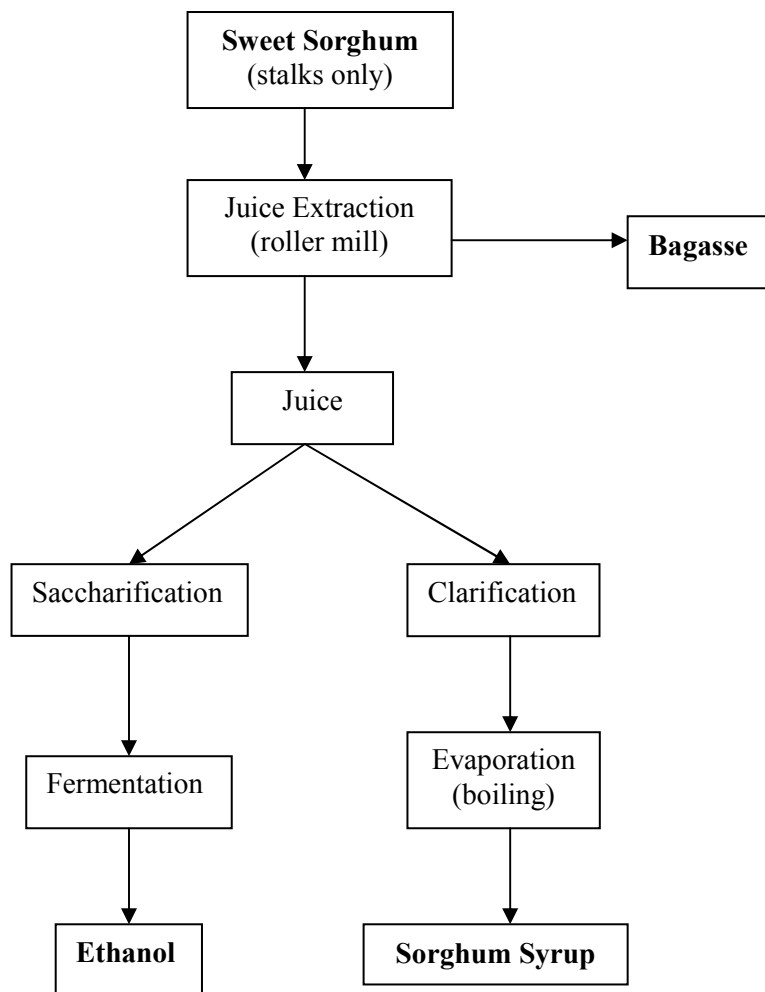 Sweet Sorghum
(stalks only)
Juice Extraction
(roller mill)
Bagasse
Juice
Saccharification
Clarification
Fermentation
Evaporation
(boiling)
Ethanol
Sorghum Syrup